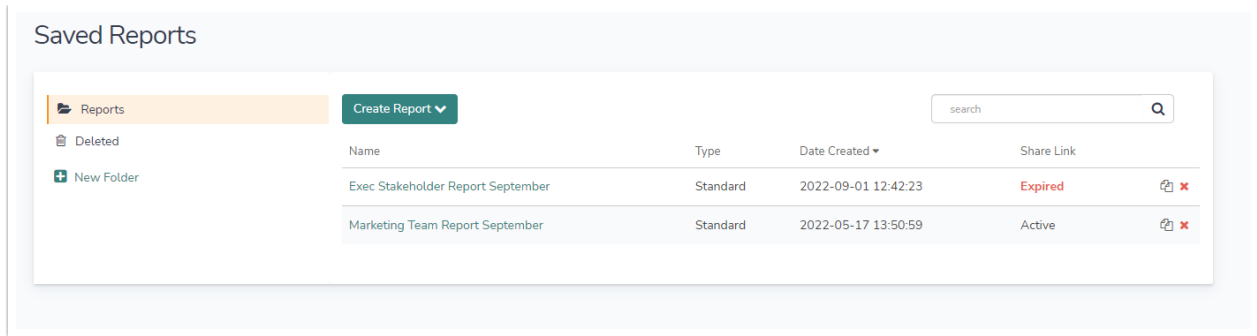 Saved Reports
Reports
Deleted
New Folder
Create Report
search
Name Type Date Created Share Link
Exec Stakeholder Report September Standard 2022-09-01 12:42:23 Expired
Marketing Team Report September Standard 2022-05-17 13:50:59 Active